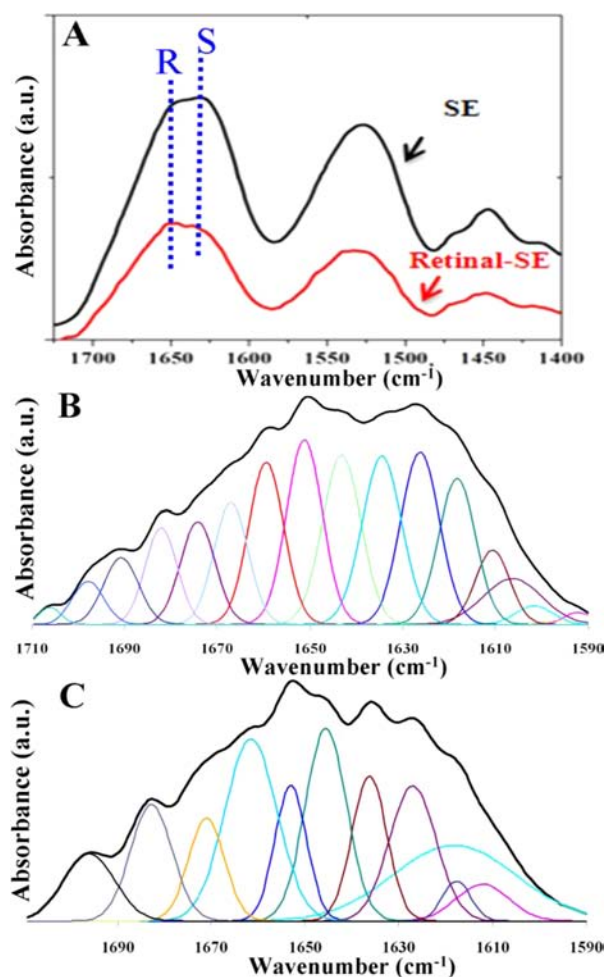 A
R
S
SE
Retinal-SE
Absorbance (a.u.)
1700 1650 1600 1550 1500 1450 1400
Wavenumber (cm-1)
B
Absorbance (a.u.)
1710 1690 1670 1650 1630 1610 1590
Wavenumber (cm-1)
C
Absorbance (a.u.)
1690 1670 1650 1630 1610 1590
Wavenumber (cm-1)